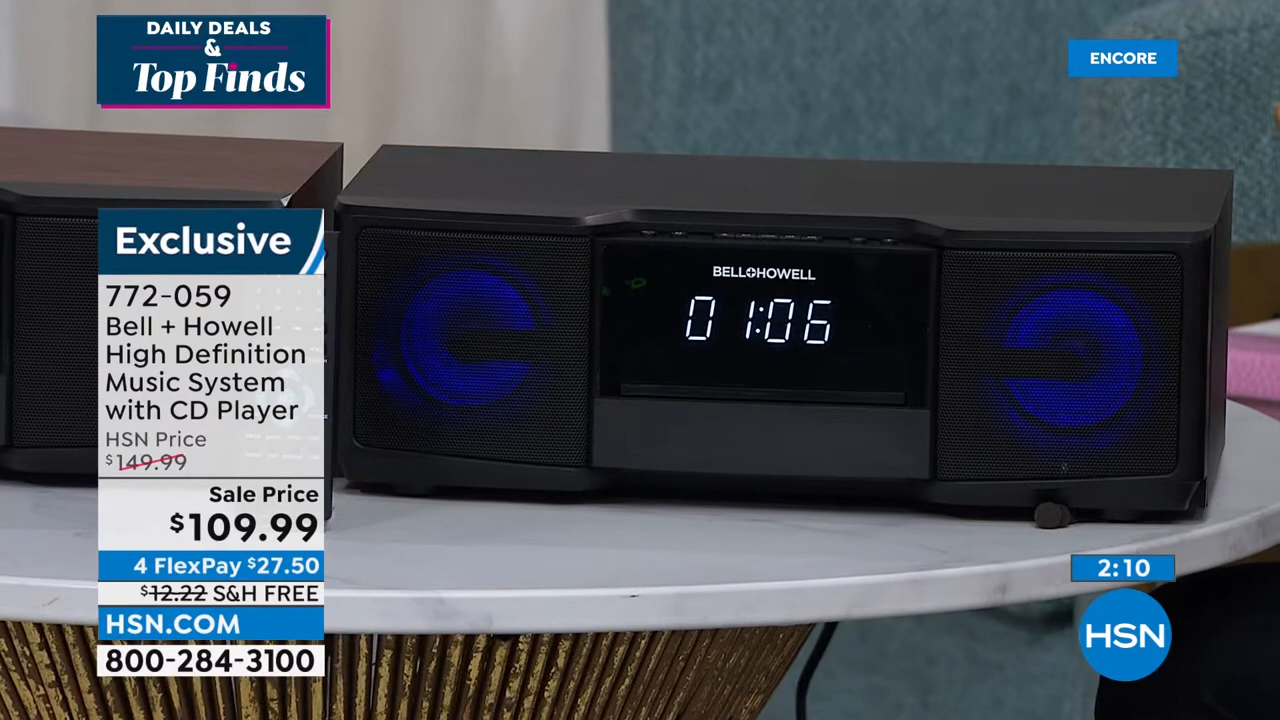 DAILY DEALS
&
Top Finds
ENCORE
Exclusive
772-059
Bell + Howell
High Definition
Music System
with CD Player
HSN Price
$149.99
Sale Price
$109.99
4 FlexPay $27.50
$12.22 S&H FREE
HSN.COM
800-284-3100
BELL+HOWELL
01:06
2:10
HSN